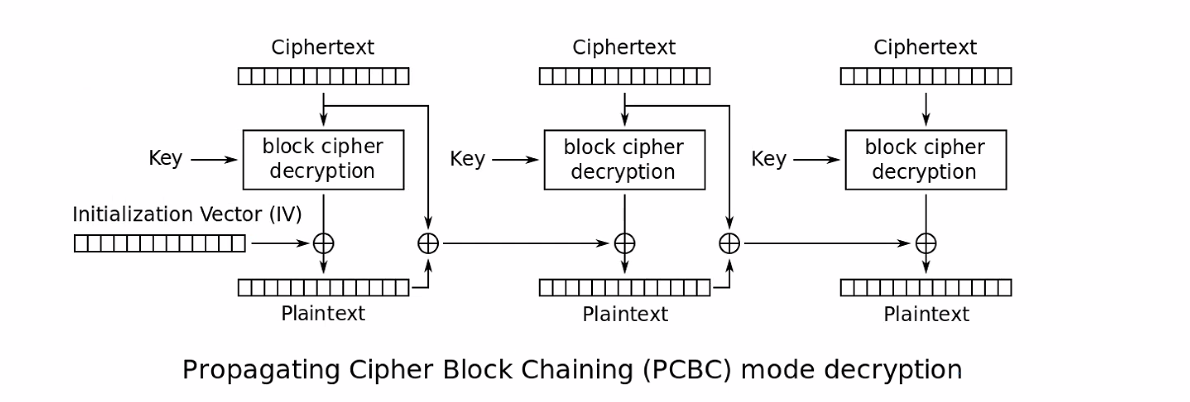 Ciphertext
Ciphertext
Ciphertext
Key
block cipher
decryption
Key
block cipher
decryption
Key
block cipher
decryption
Initialization Vector (IV)
Plaintext
Plaintext
Plaintext
Propagating Cipher Block Chaining (PCBC) mode decryption